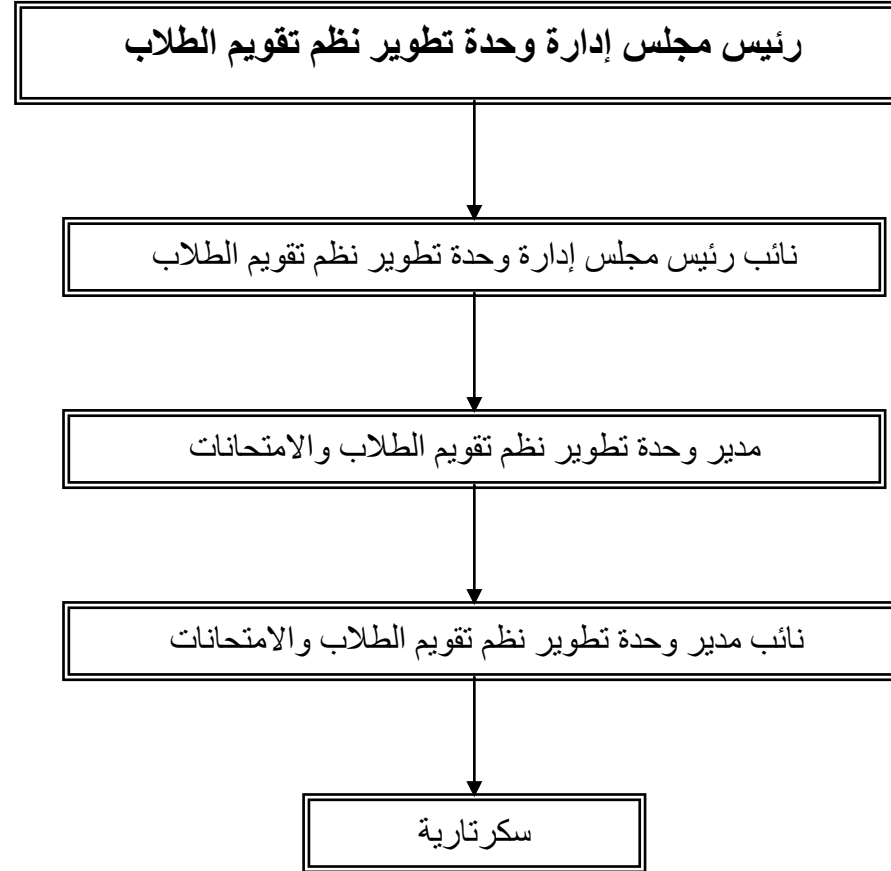 رئيس مجلس إدارة وحدة تطوير نظم تقويم الطلاب
نائب رئيس مجلس إدارة وحدة تطوير نظم تقويم الطلاب
مدير وحدة تطوير نظم تقويم الطلاب والامتحانات
نائب مدير وحدة تطوير نظم تقويم الطلاب والامتحانات
سكرتارية